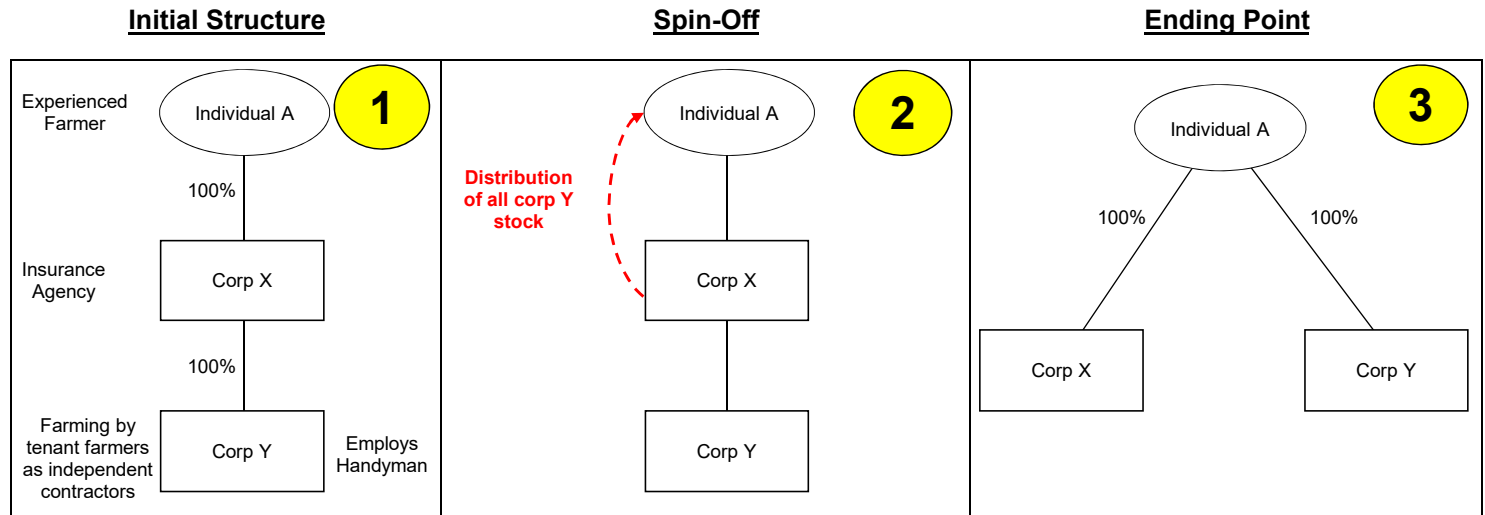 Initial Structure
Spin-Off
Ending Point
Experienced
Farmer
Individual A
1
100%
Insurance
Agency
Corp X
100%
Farming by
tenant farmers
as independent
contractors
Corp Y
Employs
Handyman
Individual A
2
Distribution
of all corp Y
stock
Corp X
Corp Y
Individual A
3
100%
100%
Corp X
Corp Y